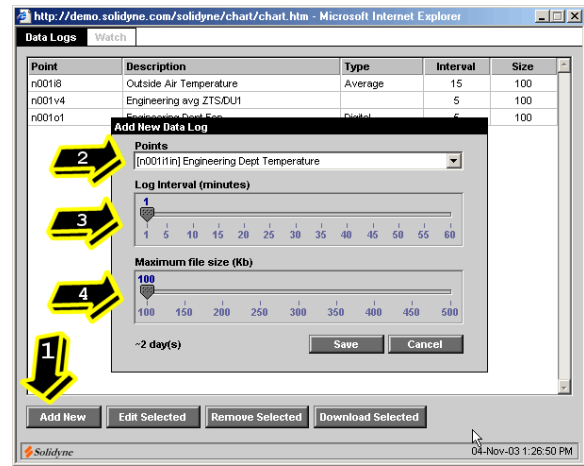 http://demo.solidyne.com/solidyne/chart/chart.htm - Microsoft Internet Explorer
Data Logs Watch
Point Description Type Interval Size
n001i8 Outside Air Temperature Average 15 100
n001v4 Engineering avg ZTS/DU1 5 100
n001o1 Engineering Dept Fan Digital 5 100
Add New Data Log
2
Points
[n001i1in] Engineering Dept Temperature
Log Interval (minutes)
1
3
1 5 10 15 20 25 30 35 40 45 50 55 60
Maximum file size (Kb)
100
4
100 150 200 250 300 350 400 450 500
~2 day(s) Save Cancel
1
Add New Edit Selected Remove Selected Download Selected
Solidyne 04-Nov-03 1:26:50 PM